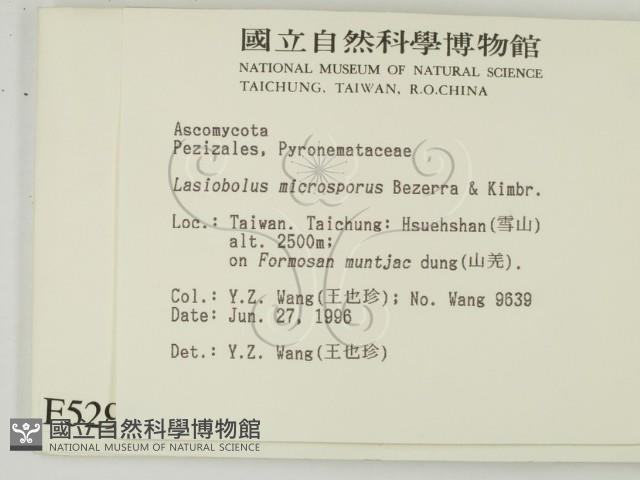 國立自然科學博物館
NATIONAL MUSEUM OF NATURAL SCIENCE
TAICHUNG, TAIWAN, R.O.CHINA
Ascomycota
Pezizales, Pyronemataceae
Lasiobolus microsporus Bezerra & Kimbr.
Loc.: Taiwan. Taichung: Hsuehshan(雪山)
alt. 2500m;
on Formosan muntjac dung(山羌).
Col.: Y.Z. Wang(王也珍); No. Wang 9639
Date: Jun. 27, 1996
Det.: Y.Z. Wang(王也珍)
國立自然科學博物館
NATIONAL MUSEUM OF NATURAL SCIENCE